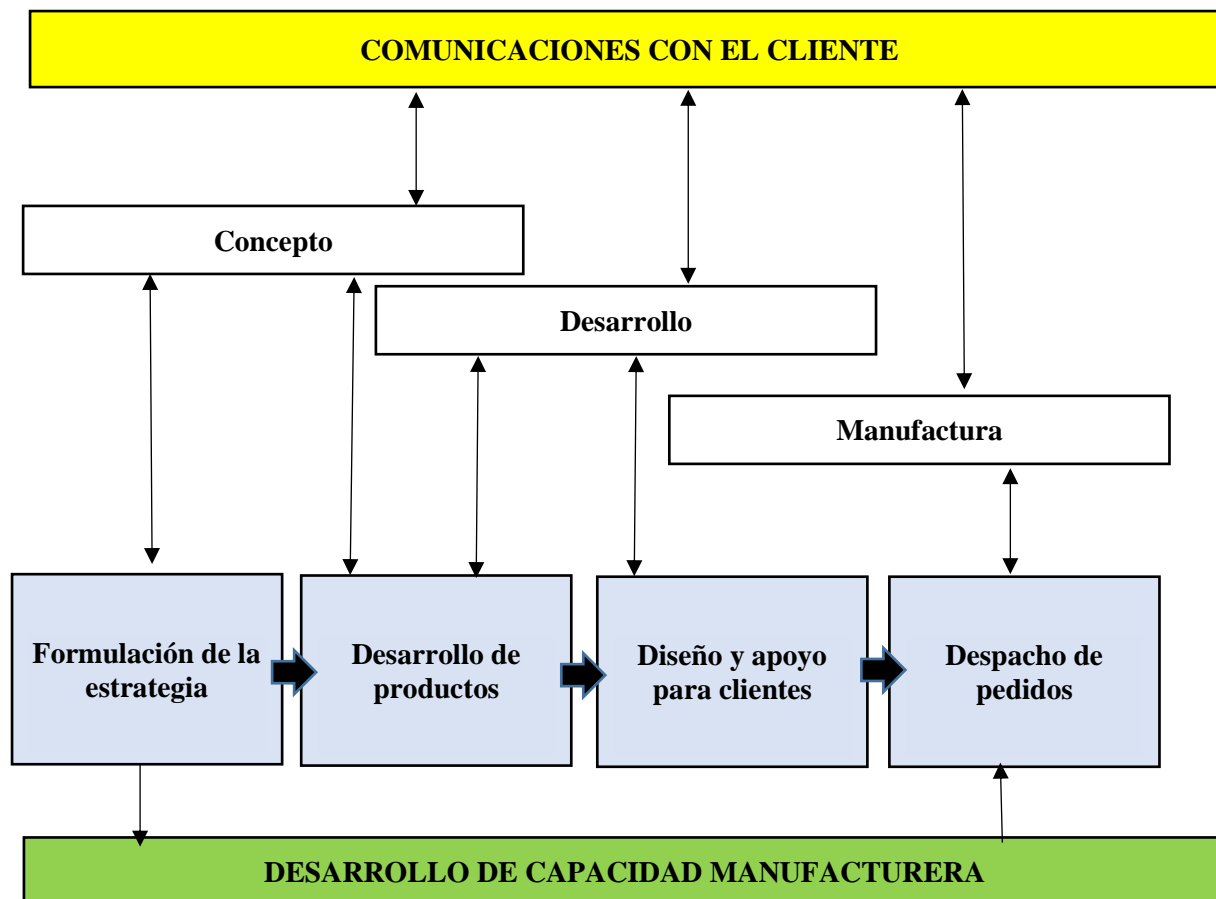 COMUNICACIONES CON EL CLIENTE
Concepto
Desarrollo
Manufactura
Formulación de la
estrategia
Desarrollo de
productos
Diseño y apoyo
para clientes
Despacho de
pedidos
DESARROLLO DE CAPACIDAD MANUFACTURERA